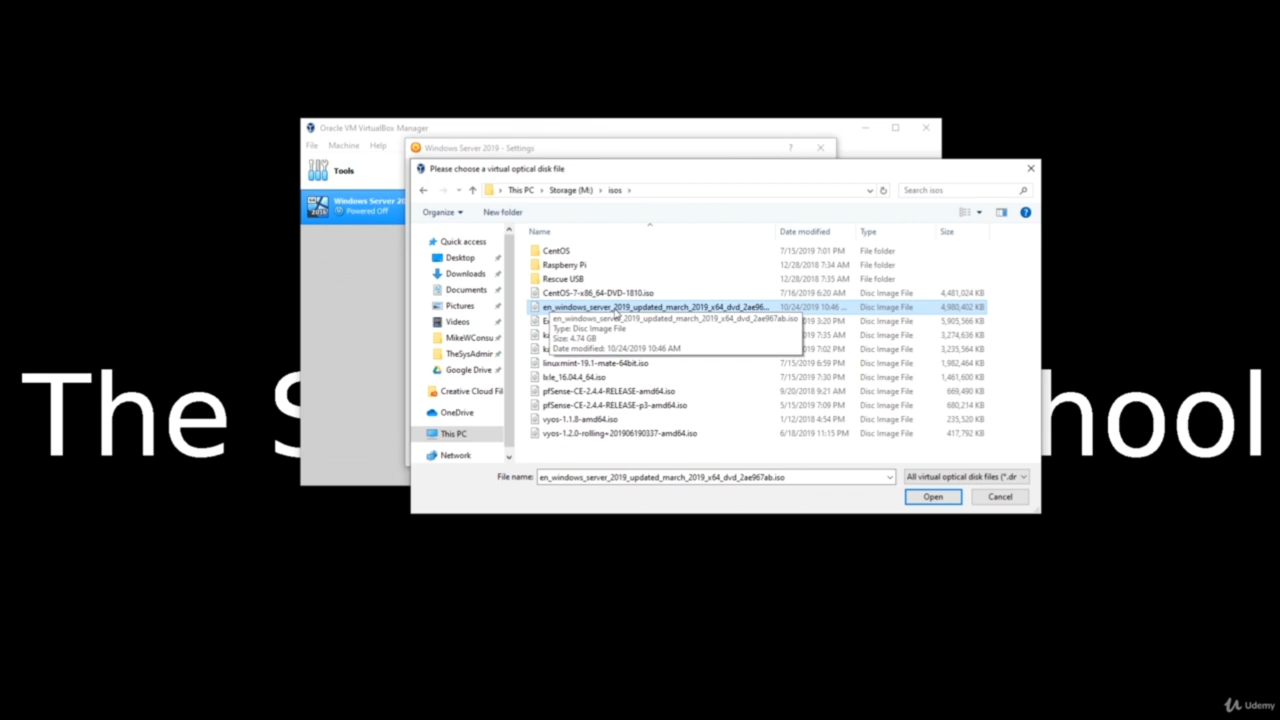 Oracle VM VirtualBox Manager
File Machine Help
Windows Server 2019 - Settings
Tools
Please choose a virtual optical disk file
This PC > Storage (M:) > isos >
Search isos
Windows Server 20
Powered Off
Organize New folder
Name Date modified Type Size
Quick access
Desktop
Downloads
Documents
Pictures
Videos
MikeWConsu
TheSysAdmir
Google Drive
Creative Cloud Fil
OneDrive
This PC
Network
CentOS 7/15/2019 7:01 PM File folder
Raspberry Pi 12/28/2018 7:34 AM File folder
Rescue USB 12/28/2018 7:34 AM File folder
CentOS-7-x86_64-DVD-1810.iso 7/16/2019 6:20 AM Disc Image File 4,481,024 KB
en_windows_server_2019_updated_march_2019_x64_dvd_2ae96... 10/24/2019 10:46 ... Disc Image File 4,980,402 KB
en_windows_server_2019_updated_march_2019_x64_dvd_2ae967ab.iso
Type: Disc Image File
Size: 4.74 GB
Date modified: 10/24/2019 10:46 AM
019 3:20 PM Disc Image File 5,905,566 KB
019 7:35 AM Disc Image File 3,274,636 KB
019 7:02 PM Disc Image File 3,235,564 KB
linuxmint-19.1-mate-64bit.iso 7/15/2019 6:59 PM Disc Image File 1,982,464 KB
lxle_16.04.4_64.iso 7/15/2019 7:30 PM Disc Image File 1,461,600 KB
pfSense-CE-2.4.4-RELEASE-amd64.iso 9/20/2018 9:21 AM Disc Image File 669,490 KB
pfSense-CE-2.4.4-RELEASE-p3-amd64.iso 5/15/2019 7:09 PM Disc Image File 680,214 KB
vyos-1.1.8-amd64.iso 1/12/2018 4:54 PM Disc Image File 235,520 KB
vyos-1.2.0-rolling+201906190337-amd64.iso 6/18/2019 11:15 PM Disc Image File 417,792 KB
The S hool
File name: en_windows_server_2019_updated_march_2019_x64_dvd_2ae967ab.iso All virtual optical disk files (*.dr
Open Cancel
Udemy